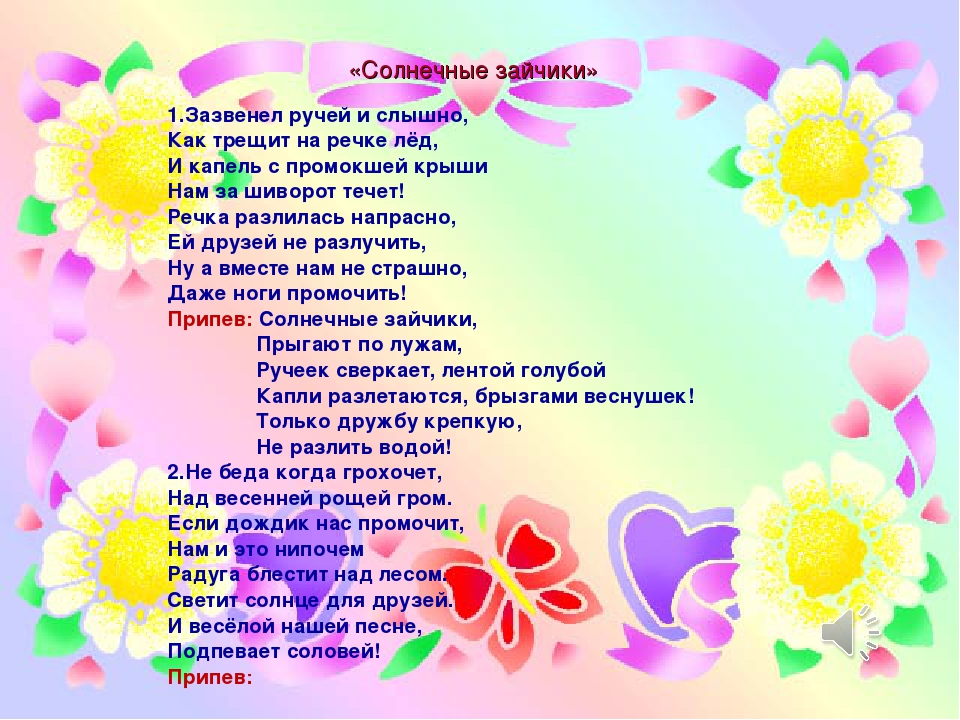 «Солнечные зайчики»
1.Зазвенел ручей и слышно,
Как трещит на речке лёд,
И капель с промокшей крыши
Нам за шиворот течет!
Речка разлилась напрасно,
Ей друзей не разлучить,
Ну а вместе нам не страшно,
Даже ноги промочить!
Припев: Солнечные зайчики,
Прыгают по лужам,
Ручеек сверкает, лентой голубой
Капли разлетаются, брызгами веснушек!
Только дружбу крепкую,
Не разлить водой!
2.Не беда когда грохочет,
Над весенней рощей гром.
Если дождик нас промочит,
Нам и это нипочем
Радуга блестит над лесом.
Светит солнце для друзей.
И весёлой нашей песне,
Подпевает соловей!
Припев: